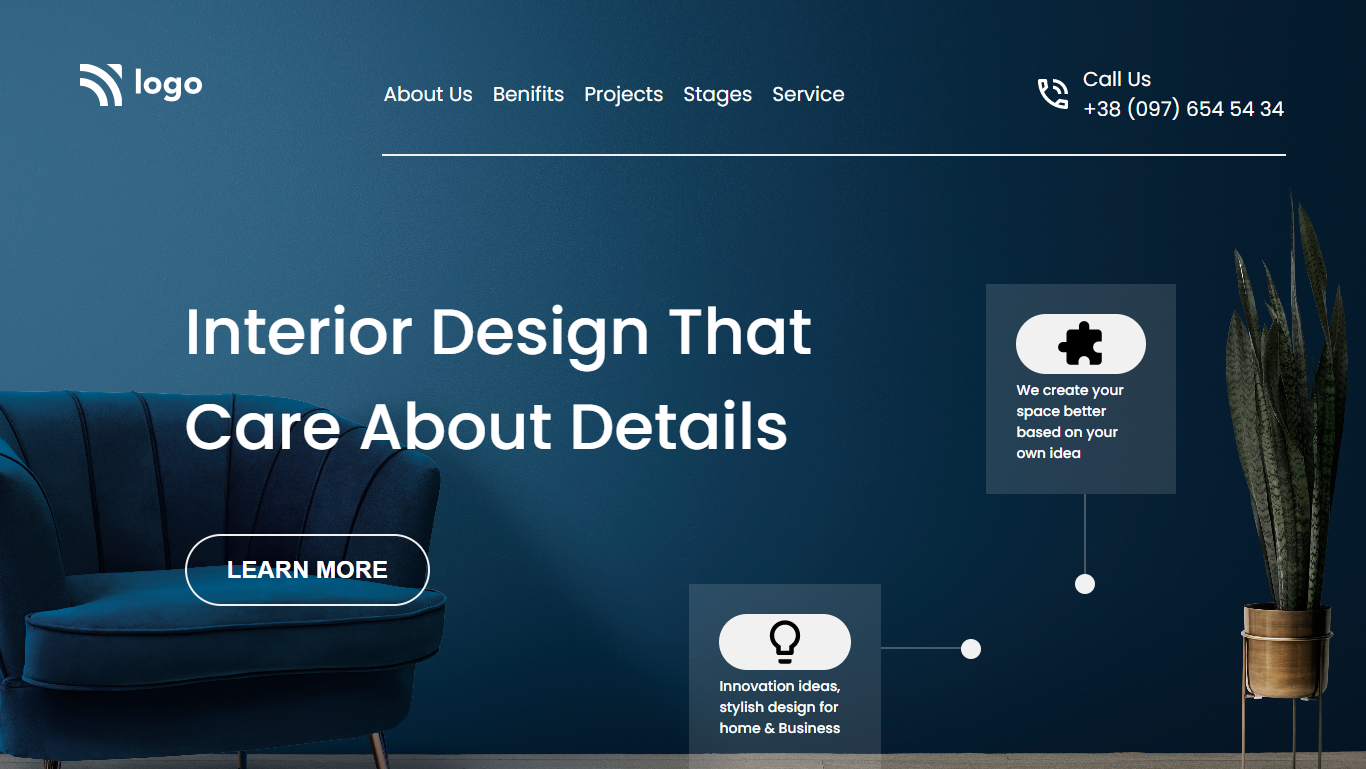 logo
About Us Benifits Projects Stages Service
Call Us
+38 (097) 654 54 34
Interior Design That
Care About Details
LEARN MORE
We create your
space better
based on your
own idea
Innovation ideas,
stylish design for
home & Business